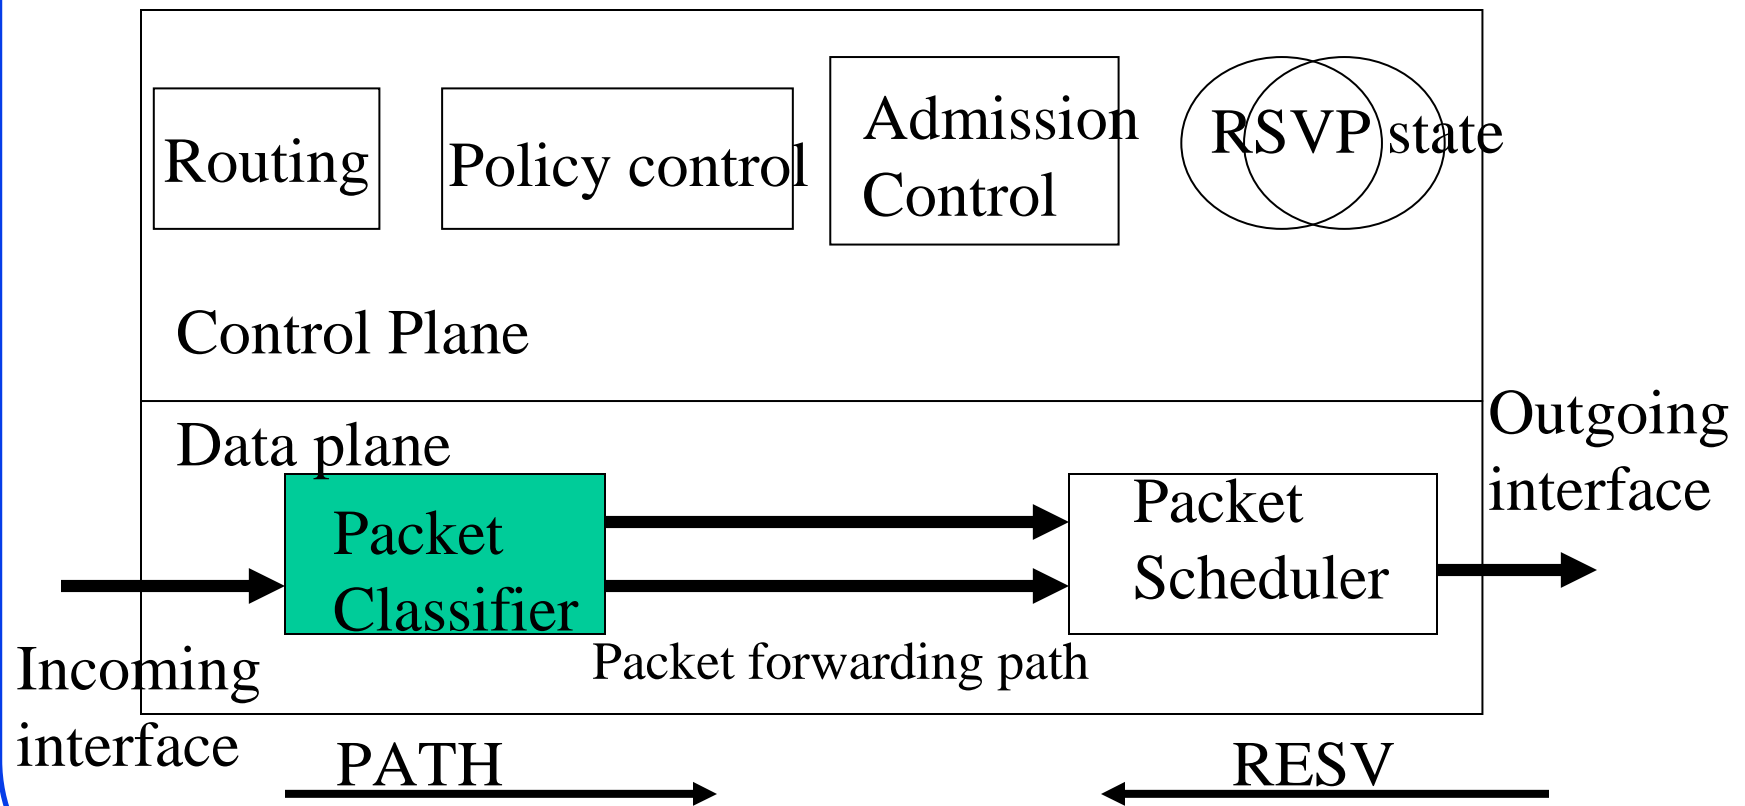 Routing
Policy control
Admission
Control
RSVP state
Control Plane
Data plane
Packet
Classifier
Packet
Scheduler
Outgoing
interface
Packet forwarding path
Incoming
interface
PATH
RESV